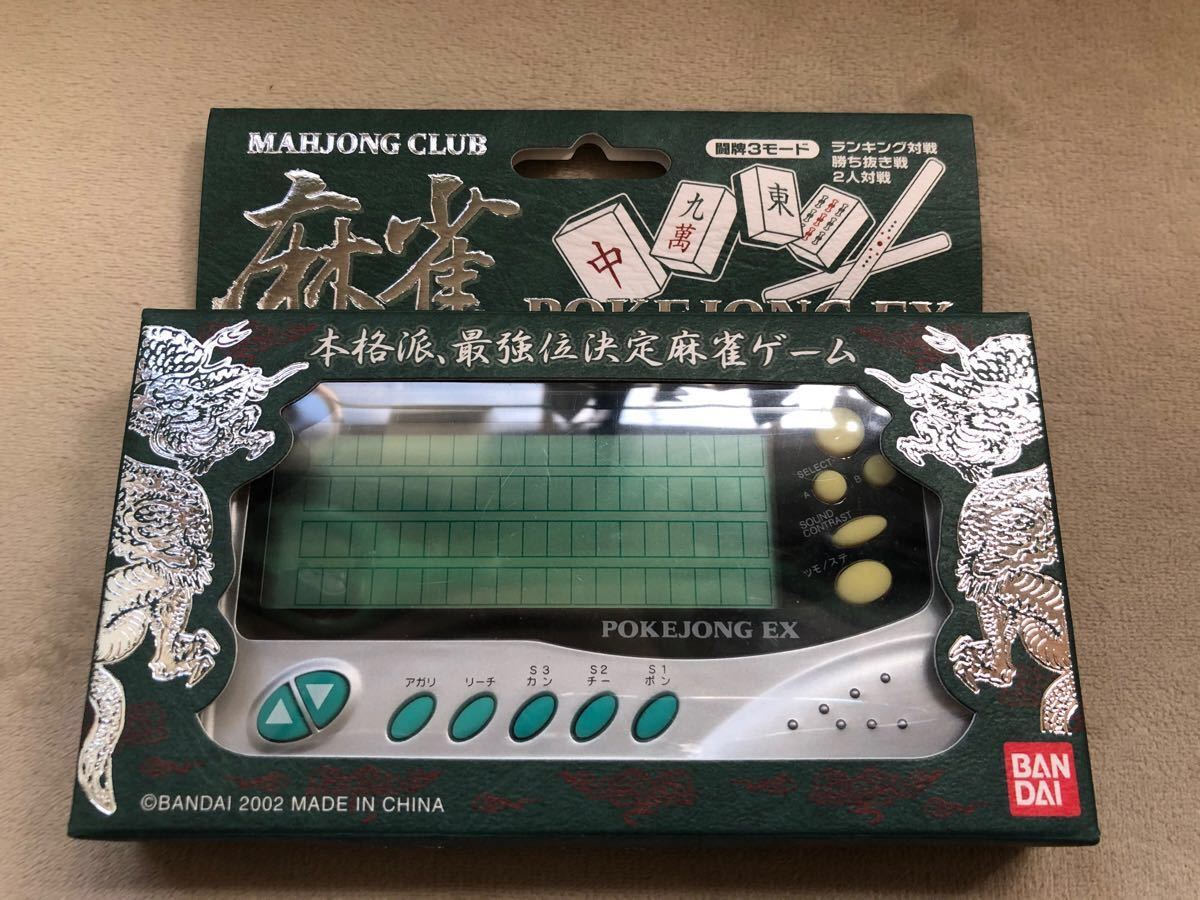 MAHJONG CLUB
麻雀
闘牌3モード
ランキング対戦
勝ち抜き戦
2人対戦
中
九
萬
東
POKEJONG EX
本格派、最強位決定麻雀ゲーム
SELECT
A
B
SOUND
CONTRAST
ツモ/ステ
POKEJONG EX
アガリ
リーチ
S3
カン
S2
チー
S1
ポン
BAN
DAI
©BANDAI 2002 MADE IN CHINA